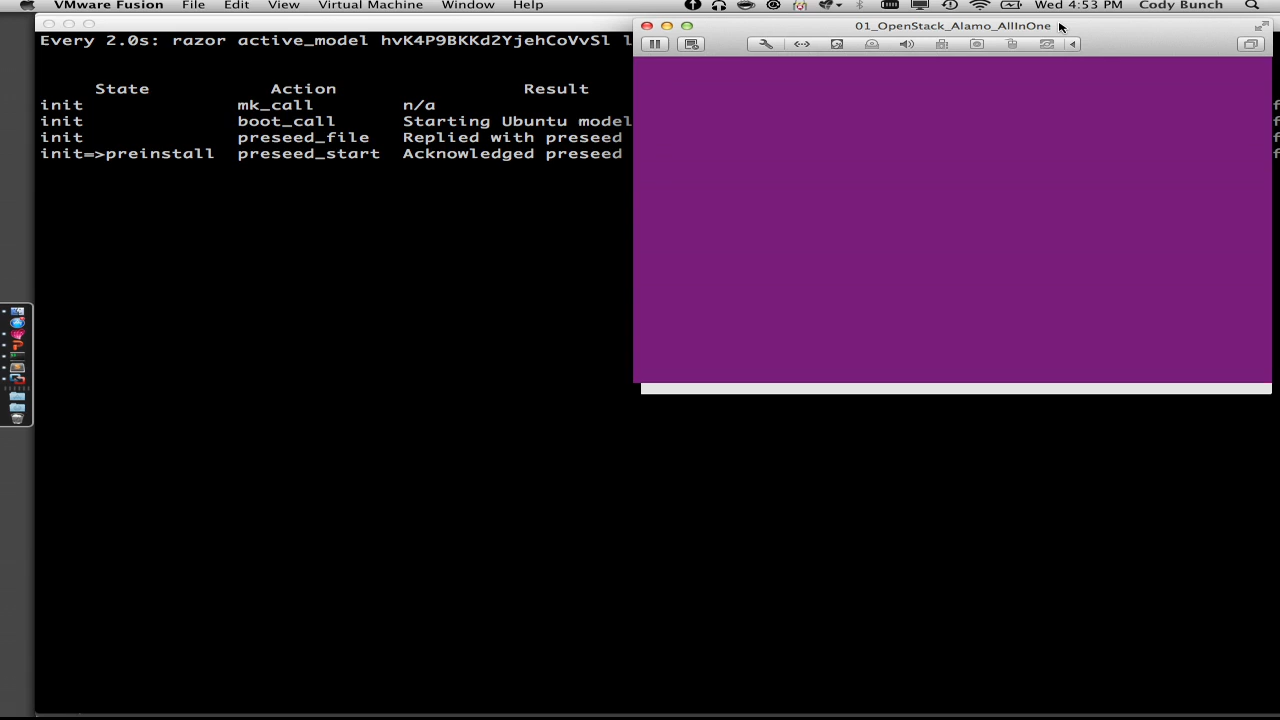 VMware Fusion File Edit View Virtual Machine Window Help Wed 4:53 PM Cody Bunch
01_OpenStack_Alamo_AllInOne
Every 2.0s: razor active_model hvK4P9BKKd2YjehCoVvSl l
State Action Result
init mk_call n/a
init boot_call Starting Ubuntu model
init preseed_file Replied with preseed
init=>preinstall preseed_start Acknowledged preseed